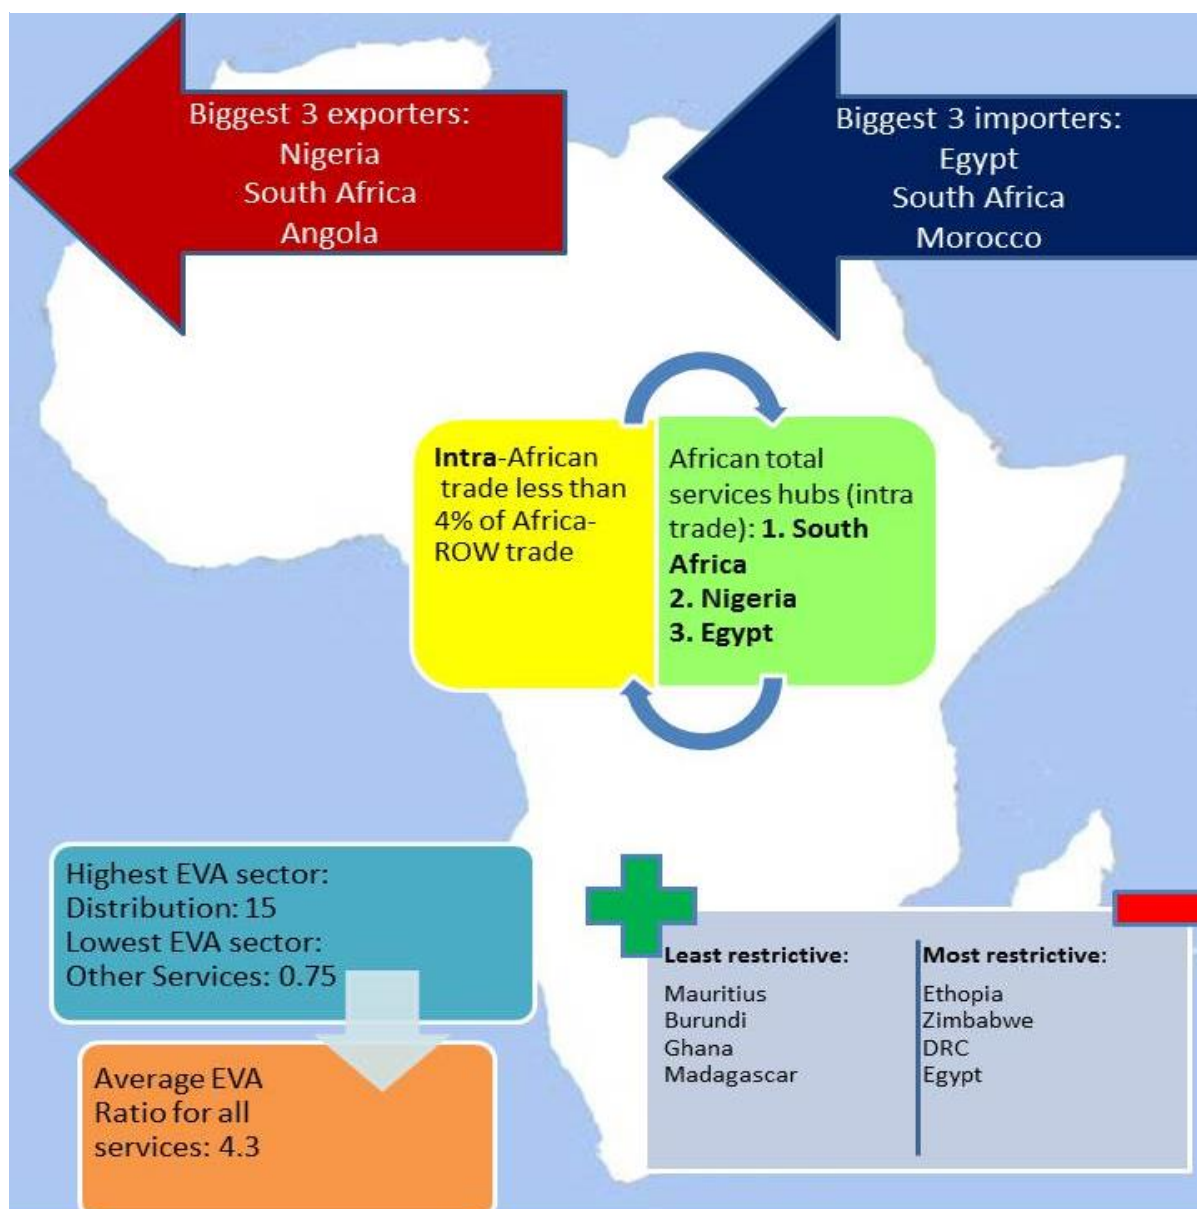 Biggest 3 exporters:
Nigeria
South Africa
Angola
Biggest 3 importers:
Egypt
South Africa
Morocco
Intra-African
trade less than
4% of Africa-
ROW trade
African total
services hubs (intra
trade): 1. South
Africa
2. Nigeria
3. Egypt
Highest EVA sector:
Distribution: 15
Lowest EVA sector:
Other Services: 0.75
Average EVA
Ratio for all
services: 4.3
Least restrictive:
Mauritius
Burundi
Ghana
Madagascar
Most restrictive:
Ethopia
Zimbabwe
DRC
Egypt